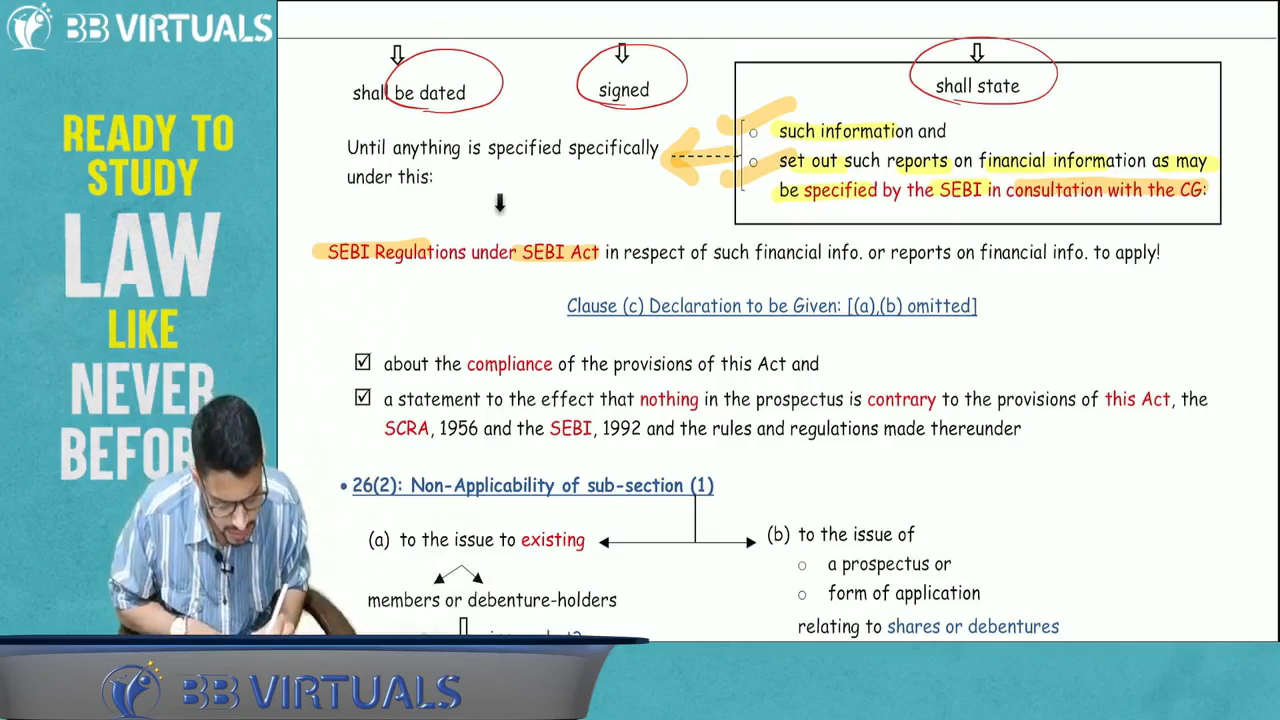 BB VIRTUALS
READY TO
STUDY
LAW
LIKE
NEVER
shall be dated
signed
shall state
Until anything is specified specifically
under this:
o such information and
o set out such reports on financial information as may
be specified by the SEBI in consultation with the CG:
SEBI Regulations under SEBI Act in respect of such financial info. or reports on financial info. to apply!
Clause (c) Declaration to be Given: [(a),(b) omitted]
☑ about the compliance of the provisions of this Act and
☑ a statement to the effect that nothing in the prospectus is contrary to the provisions of this Act, the
SCRA, 1956 and the SEBI, 1992 and the rules and regulations made thereunder
• 26(2): Non-Applicability of sub-section (1)
(a) to the issue to existing
members or debenture-holders
(b) to the issue of
o a prospectus or
o form of application
relating to shares or debentures
BB VIRTUALS